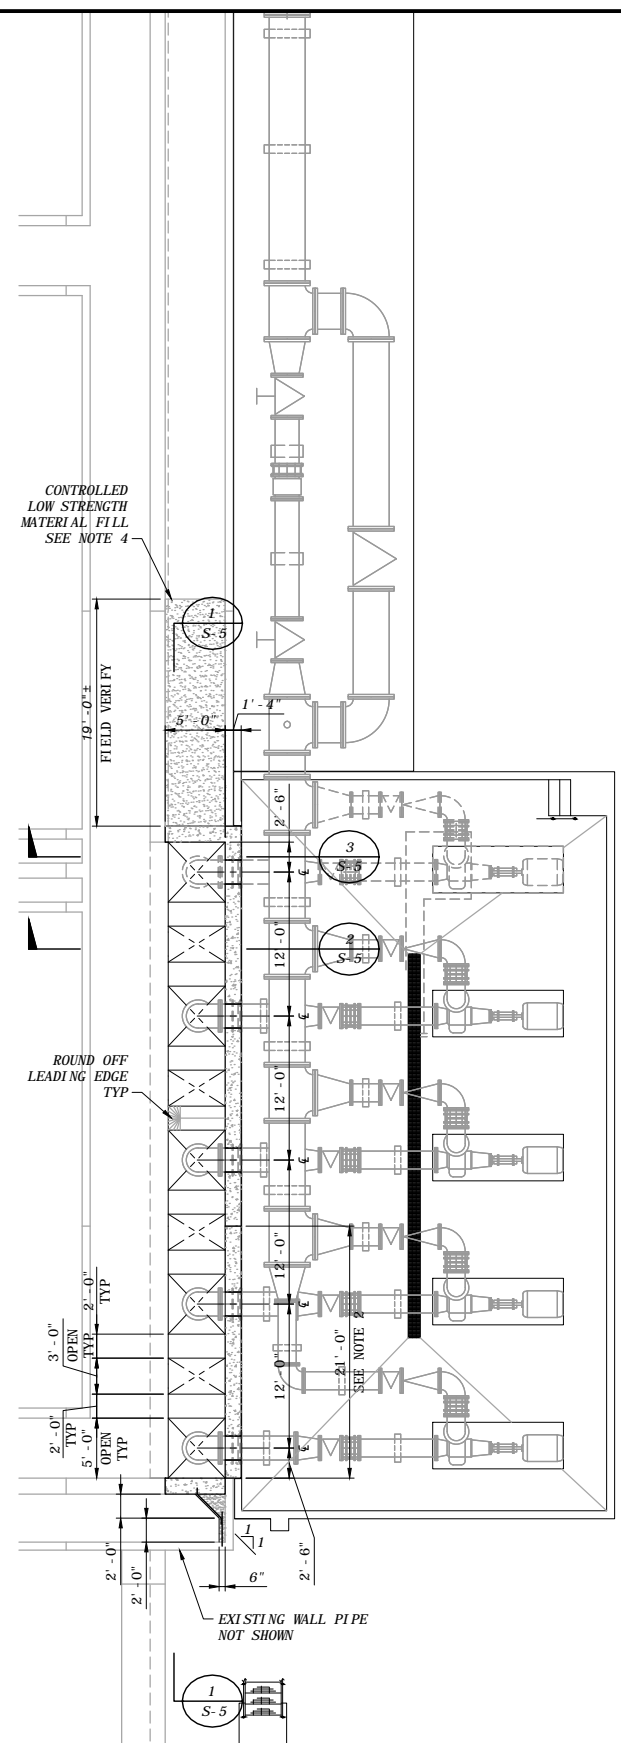 CONTROLLED
LOW STRENGTH
MATERIAL FILL
SEE NOTE 4
1
S-5
19'-0"±
FIELD VERIFY
5'-0"
1'-4"
2'-6"
3
S-5
12'-0"
2
S-5
12'-0"
ROUND OFF
LEADING EDGE
TYP
12'-0"
2'-0"
TYP
3'-0"
OPEN
TYP
12'-0"
21'-0"
SEE NOTE 2
2'-0"
TYP
5'-0"
OPEN
TYP
2'-0"
2'-0"
1
1
6"
2'-6"
EXISTING WALL PIPE
NOT SHOWN
1
S-5